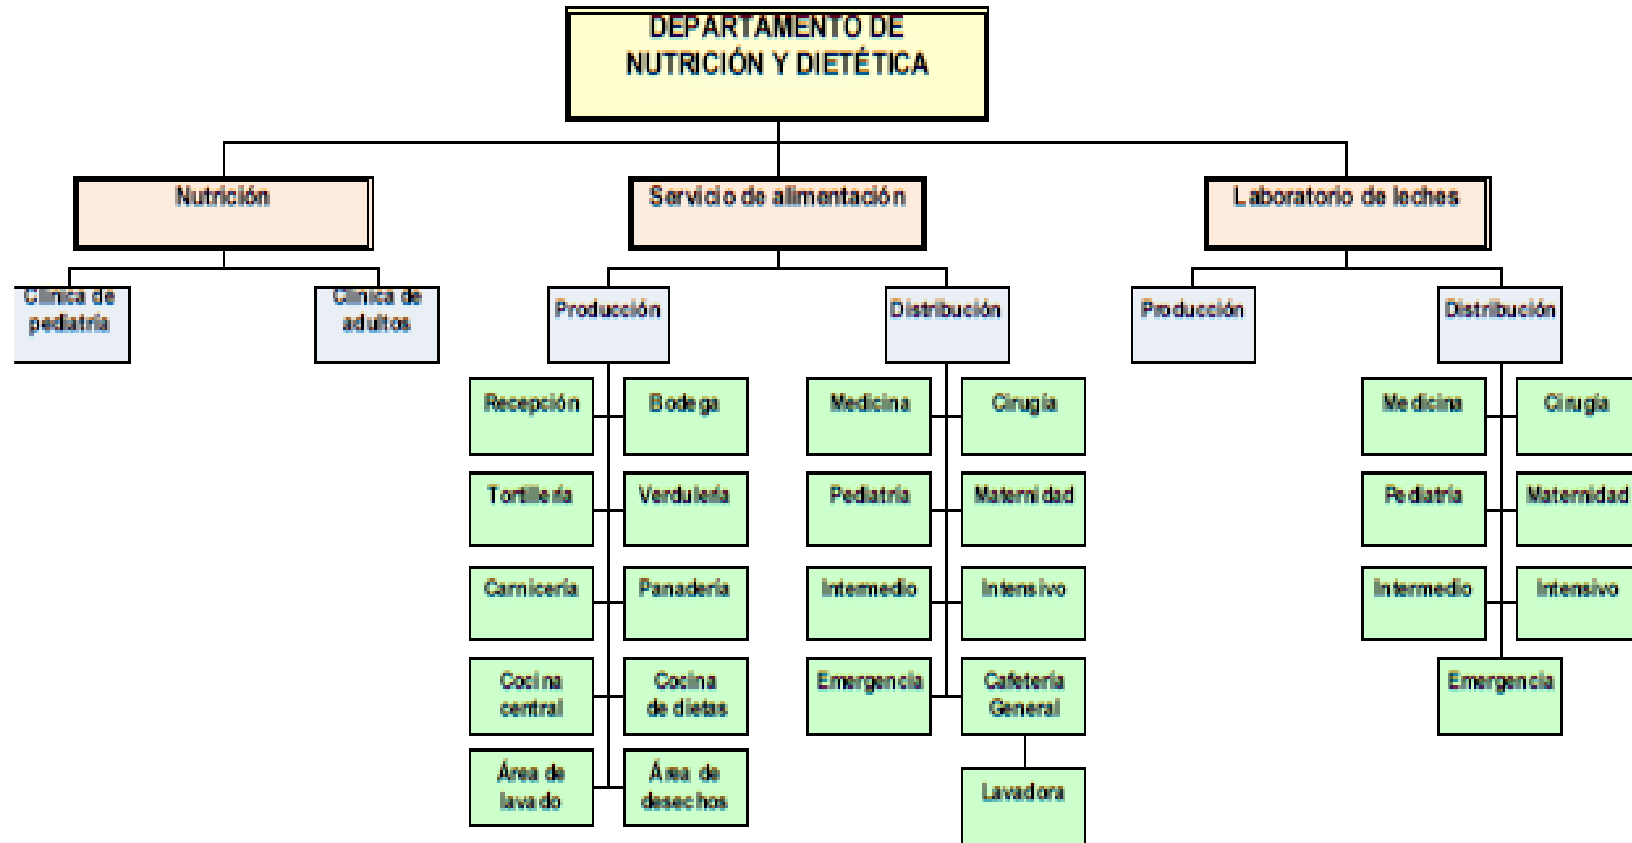 DEPARTAMENTO DE
NUTRICIÓN Y DIETÉTICA
Nutrición
Servicio de alimentación
Laboratorio de leches
Clínica de
pediatría
Clínica de
adultos
Producción
Distribución
Producción
Distribución
Recepción
Bodega
Medicina
Cirugía
Medicina
Cirugía
Tortillería
Verdulería
Pediatría
Maternidad
Pediatría
Maternidad
Carnicería
Panadería
Intermedio
Intensivo
Intermedio
Intensivo
Cocina
central
Cocina
de dietas
Emergencia
Cafetería
General
Emergencia
Área de
lavado
Área de
desechos
Lavadora